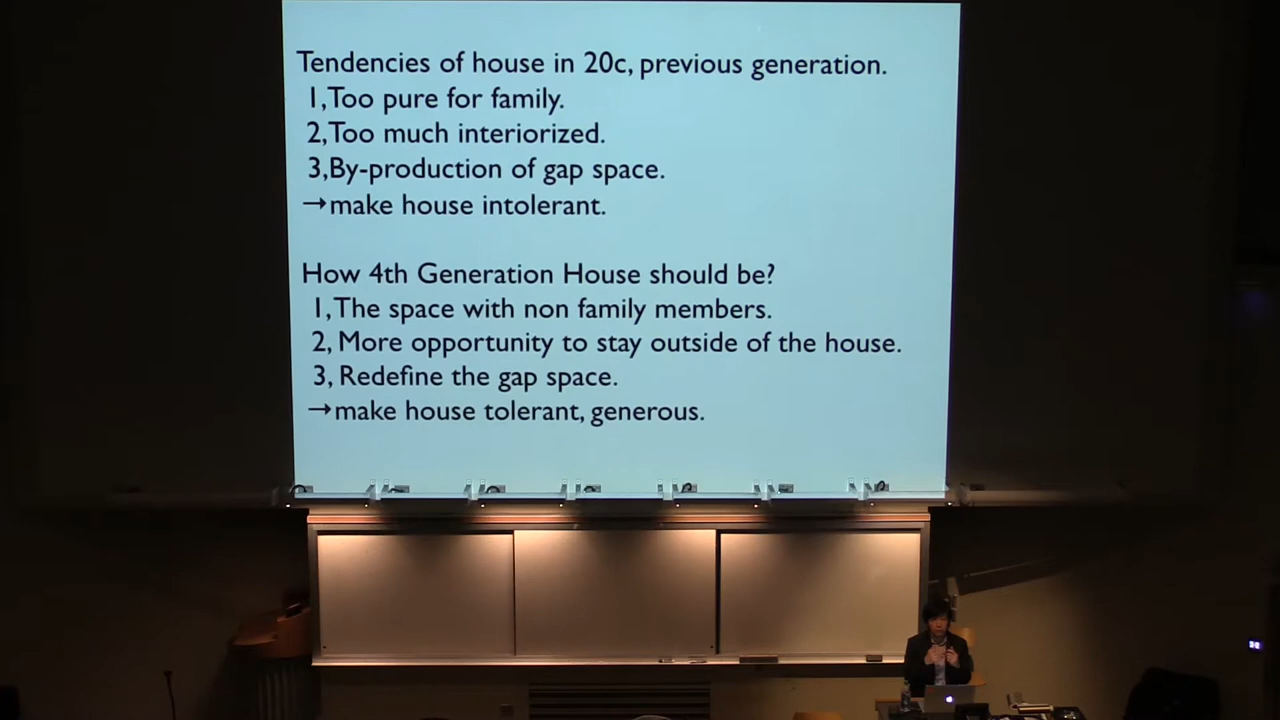 Tendencies of house in 20c, previous generation.
1,Too pure for family.
2,Too much interiorized.
3,By-production of gap space.
→make house intolerant.
How 4th Generation House should be?
1,The space with non family members.
2, More opportunity to stay outside of the house.
3, Redefine the gap space.
→make house tolerant, generous.